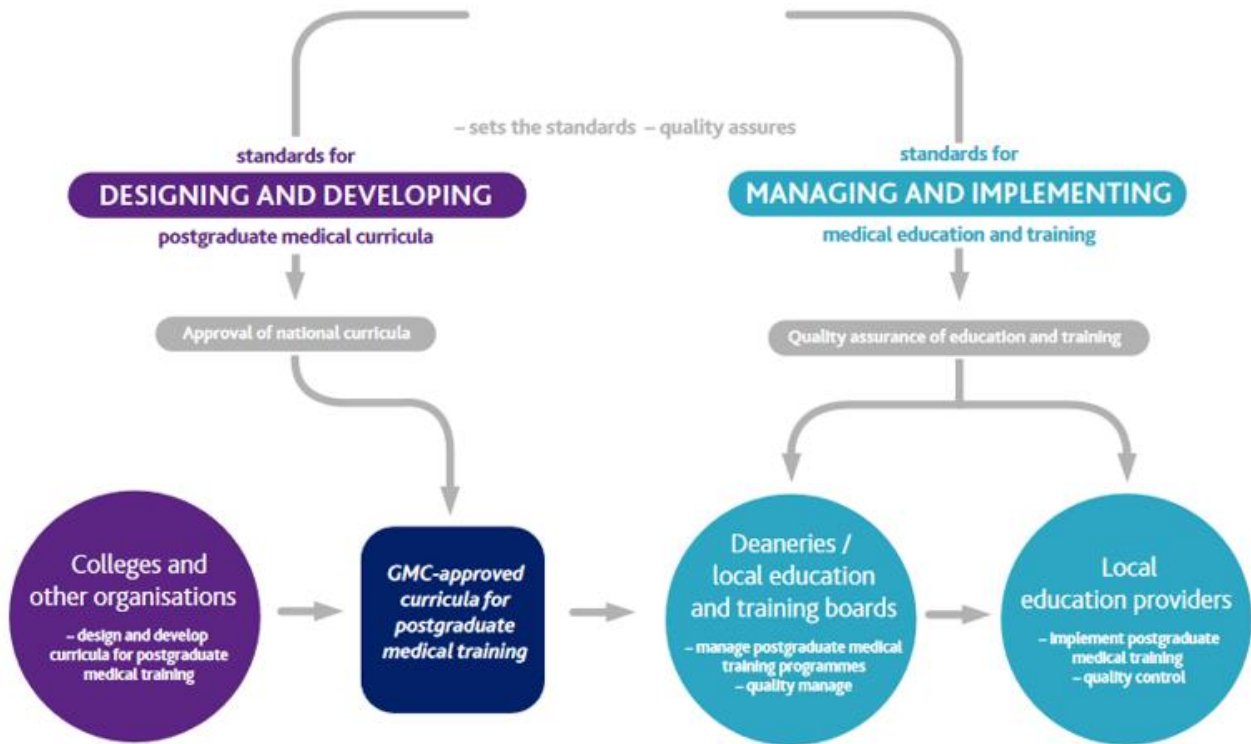 – sets the standards – quality assures
standards for
DESIGNING AND DEVELOPING
postgraduate medical curricula
standards for
MANAGING AND IMPLEMENTING
medical education and training
Approval of national curricula
Quality assurance of education and training
Colleges and
other organisations
– design and develop
curricula for postgraduate
medical training
GMC-approved
curricula for
postgraduate
medical training
Deaneries /
local education
and training boards
– manage postgraduate medical
training programmes
– quality manage
Local
education providers
– implement postgraduate
medical training
– quality control